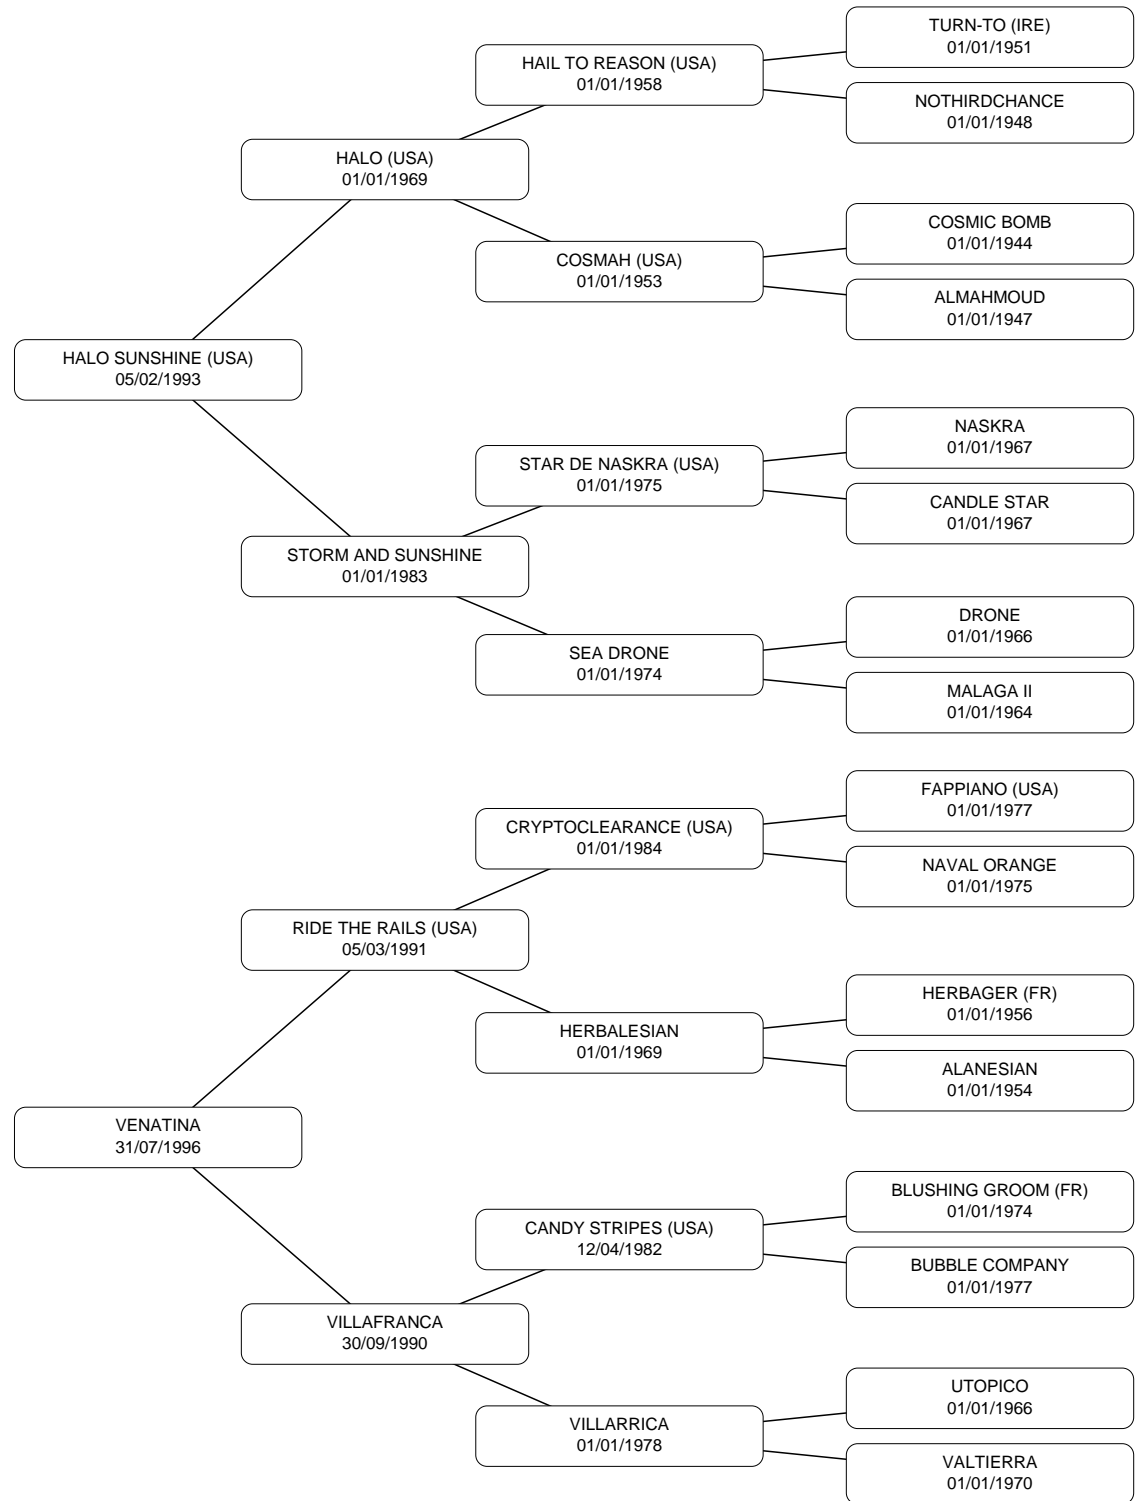 TURN-TO (IRE)
01/01/1951
HAIL TO REASON (USA)
01/01/1958
NOTHIRDCHANCE
01/01/1948
HALO (USA)
01/01/1969
COSMIC BOMB
01/01/1944
COSMAH (USA)
01/01/1953
ALMAHMOUD
01/01/1947
HALO SUNSHINE (USA)
05/02/1993
NASKRA
01/01/1967
STAR DE NASKRA (USA)
01/01/1975
CANDLE STAR
01/01/1967
STORM AND SUNSHINE
01/01/1983
DRONE
01/01/1966
SEA DRONE
01/01/1974
MALAGA II
01/01/1964
FAPPIANO (USA)
01/01/1977
CRYPTOCLEARANCE (USA)
01/01/1984
NAVAL ORANGE
01/01/1975
RIDE THE RAILS (USA)
05/03/1991
HERBAGER (FR)
01/01/1956
HERBALESIAN
01/01/1969
ALANESIAN
01/01/1954
VENATINA
31/07/1996
BLUSHING GROOM (FR)
01/01/1974
CANDY STRIPES (USA)
12/04/1982
BUBBLE COMPANY
01/01/1977
VILLAFRANCA
30/09/1990
UTOPICO
01/01/1966
VILLARRICA
01/01/1978
VALTIERRA
01/01/1970